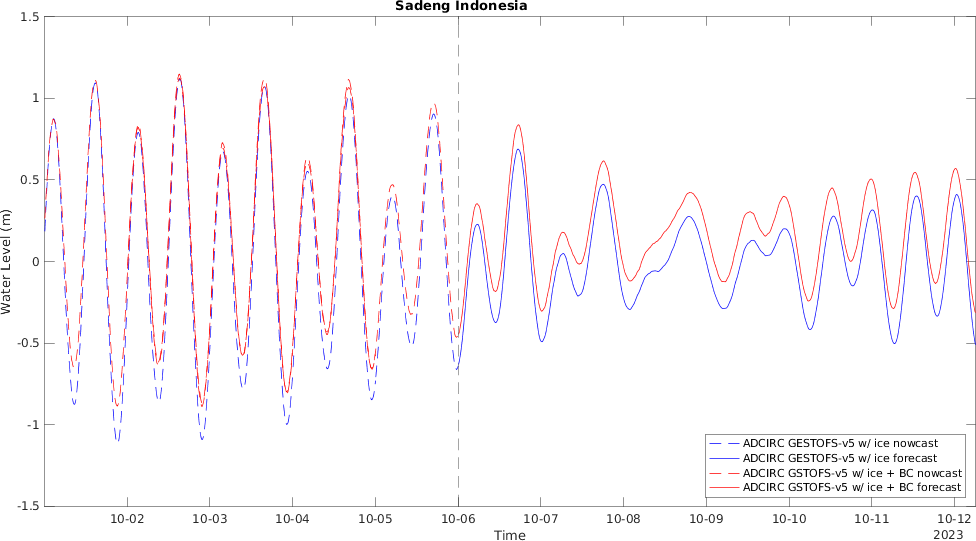 Sadeng Indonesia
1.5
1
0.5
0
-0.5
-1
-1.5
Water Level (m)
10-02 10-03 10-04 10-05 10-06 10-07 10-08 10-09 10-10 10-11 10-12
Time
2023
ADCIRC GESTOFS-v5 w/ ice nowcast
ADCIRC GESTOFS-v5 w/ ice forecast
ADCIRC GSTOFS-v5 w/ ice + BC nowcast
ADCIRC GSTOFS-v5 w/ ice + BC forecast